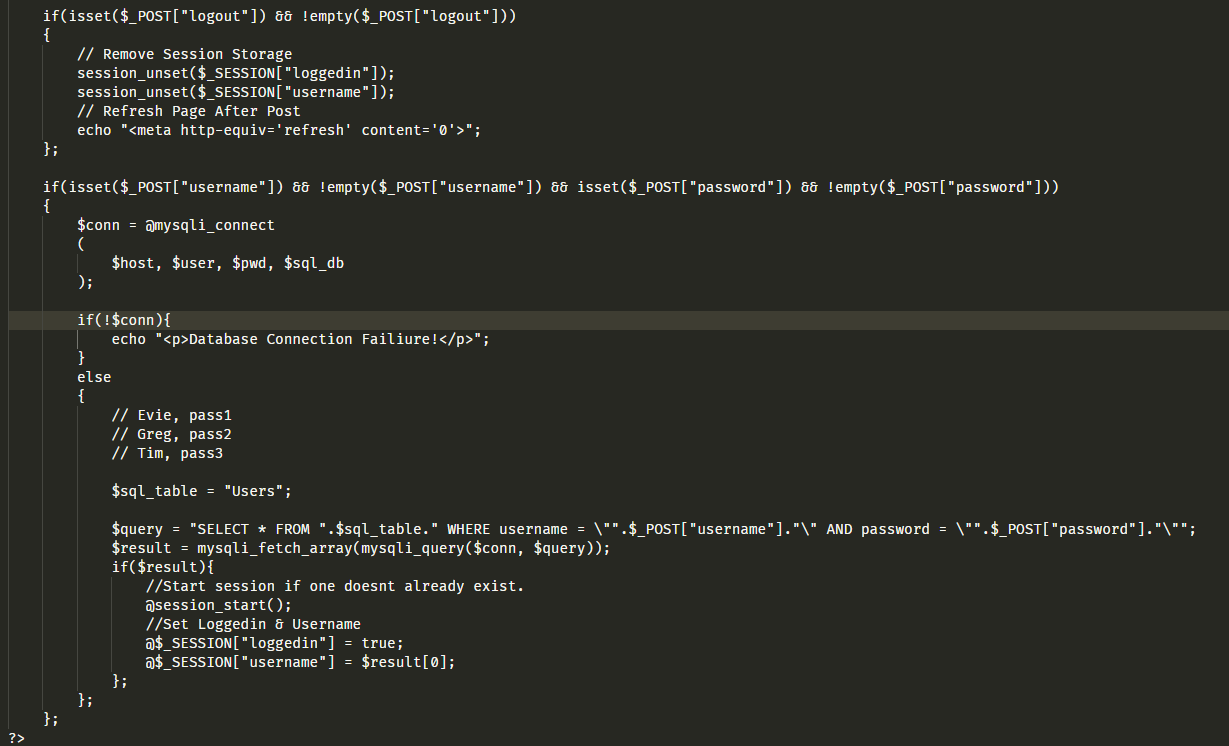 if(isset($_POST["logout"]) && !empty($_POST["logout"]))
{
// Remove Session Storage
session_unset($_SESSION["loggedin"]);
session_unset($_SESSION["username"]);
// Refresh Page After Post
echo "<meta http-equiv='refresh' content='0'>";
};
if(isset($_POST["username"]) && !empty($_POST["username"]) && isset($_POST["password"]) && !empty($_POST["password"]))
{
$conn = @mysqli_connect
(
$host, $user, $pwd, $sql_db
);
if(!$conn){
echo "<p>Database Connection Failiure!</p>";
}
else
{
// Evie, pass1
// Greg, pass2
// Tim, pass3
$sql_table = "Users";
$query = "SELECT * FROM ".$sql_table." WHERE username = \"".$_POST["username"]."\" AND password = \"".$_POST["password"]."\"";
$result = mysqli_fetch_array(mysqli_query($conn, $query));
if($result){
//Start session if one doesnt already exist.
@session_start();
//Set Loggedin & Username
@$_SESSION["loggedin"] = true;
@$_SESSION["username"] = $result[0];
};
};
};
?>